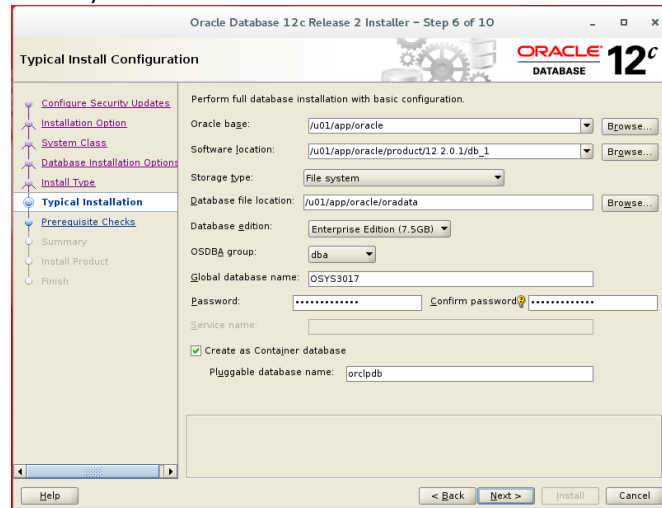 Oracle Database 12c Release 2 Installer – Step 6 of 10
Typical Install Configuration
ORACLE
DATABASE
12c
Configure Security Updates
Installation Option
System Class
Database Installation Options
Install Type
Typical Installation
Prerequisite Checks
Summary
Install Product
Finish
Perform full database installation with basic configuration.
Oracle base: /u01/app/oracle Browse...
Software location: /u01/app/oracle/product/12.2.0.1/db_1 Browse...
Storage type: File system
Database file location: /u01/app/oracle/oradata Browse...
Database edition: Enterprise Edition (7.5GB)
OSDBA group: dba
Global database name: OSYS3017
Password: ••••••••••••• Confirm password: •••••••••••••
Service name:
Create as Container database
Pluggable database name: orclpdb
Help < Back Next > Install Cancel